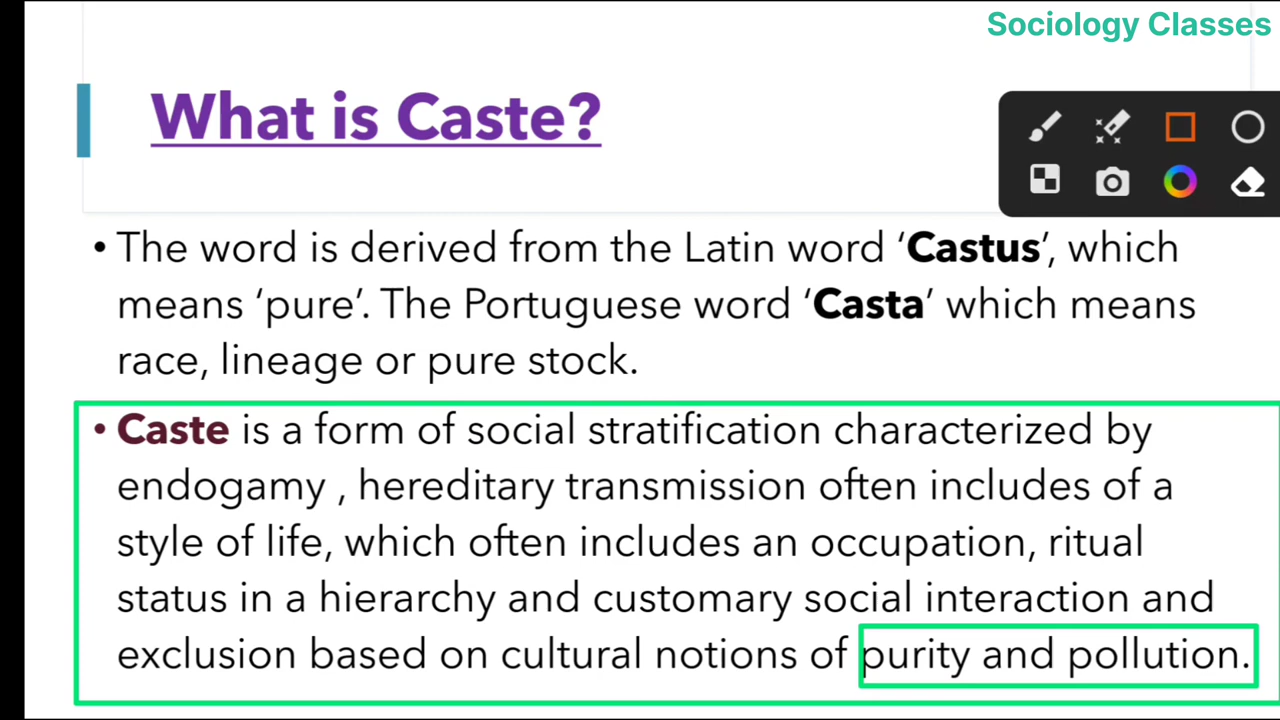 Sociology Classes
What is Caste?
• The word is derived from the Latin word ‘Castus’, which
means ‘pure’. The Portuguese word ‘Casta’ which means
race, lineage or pure stock.
• Caste is a form of social stratification characterized by
endogamy , hereditary transmission often includes of a
style of life, which often includes an occupation, ritual
status in a hierarchy and customary social interaction and
exclusion based on cultural notions of purity and pollution.